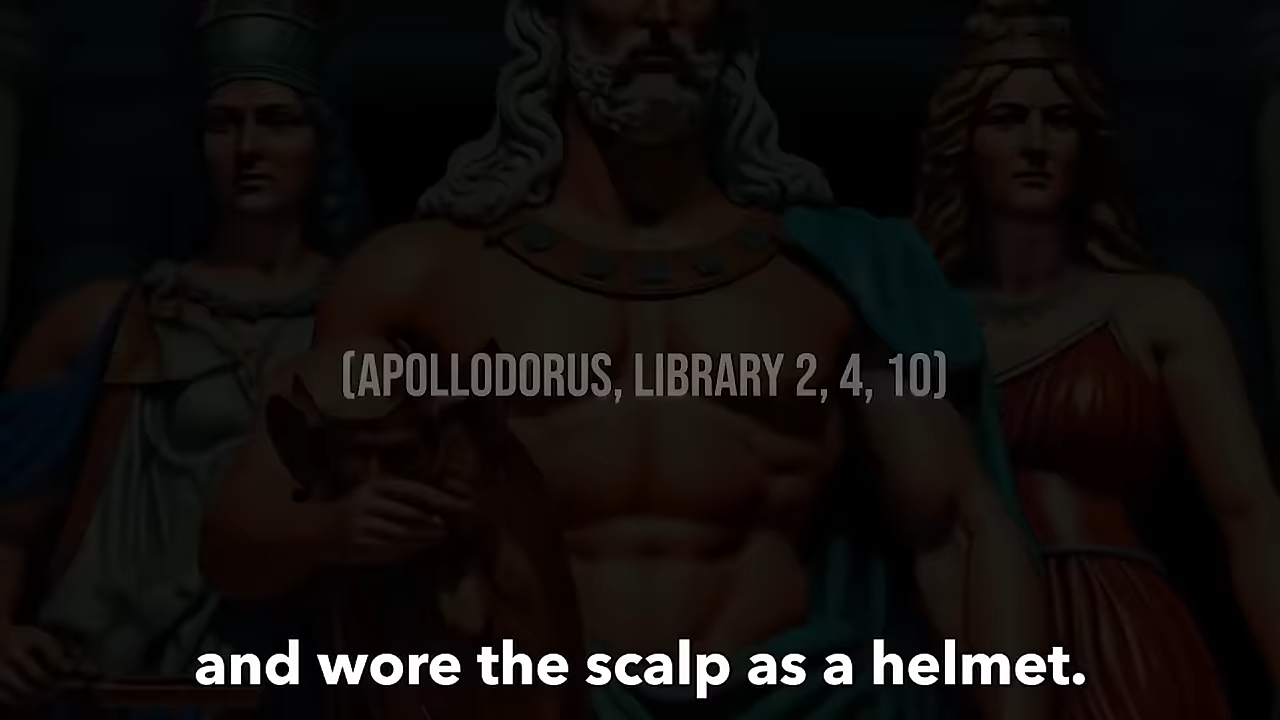 (APOLLODORUS, LIBRARY 2, 4, 10)
and wore the scalp as a helmet.